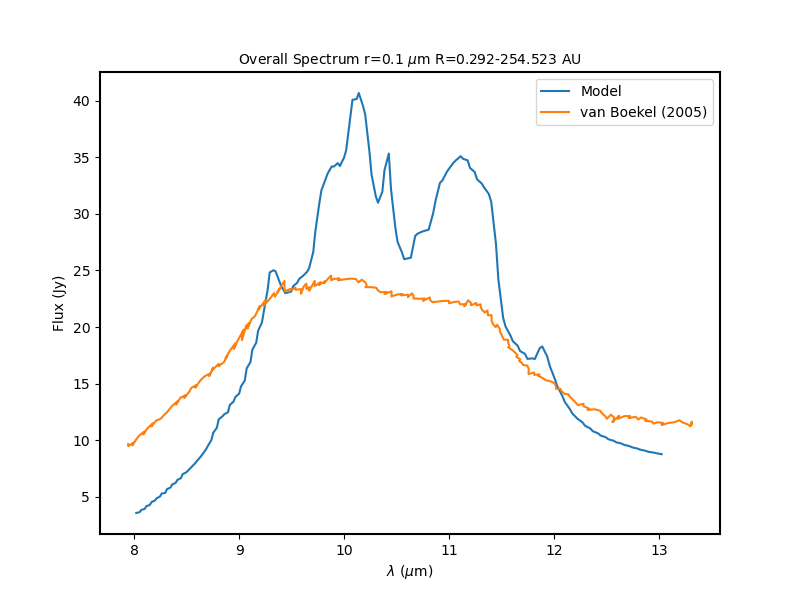 Overall Spectrum r=0.1 μm R=0.292-254.523 AU
Model
van Boekel (2005)
Flux (Jy)
40
35
30
25
20
15
10
5
8 9 10 11 12 13
λ (μm)